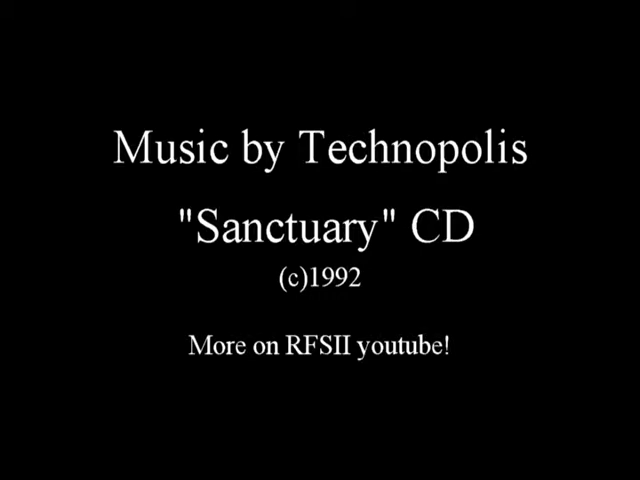 Music by Technopolis
"Sanctuary" CD
(c)1992
More on RFSII youtube!